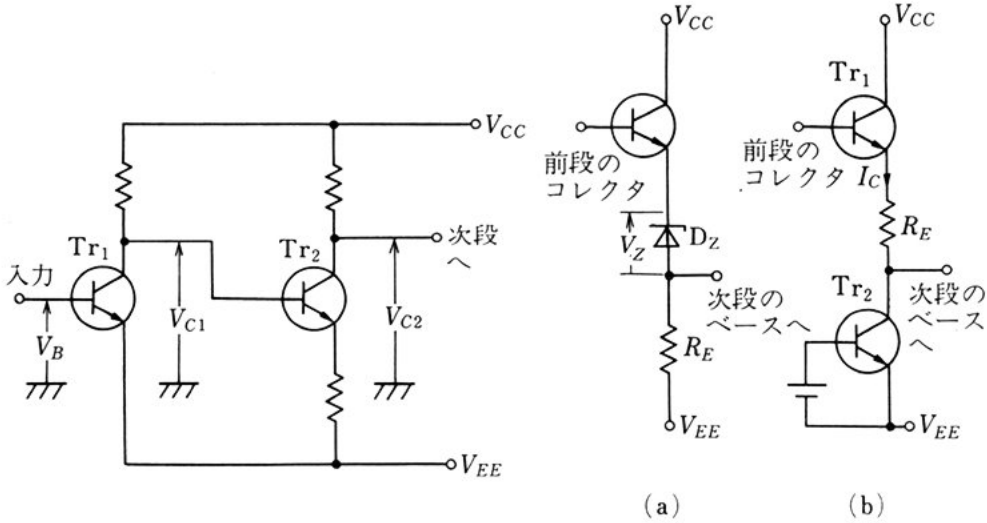 V_CC
Tr₁
Tr₂
入力
V_B
V_C1
V_C2
次段
へ
V_EE
V_CC
前段の
コレクタ
V_Z
D_Z
次段の
ベースへ
R_E
V_EE
(a)
V_CC
Tr₁
前段の
コレクタ
I_C
R_E
Tr₂
次段の
ベース
へ
V_EE
(b)